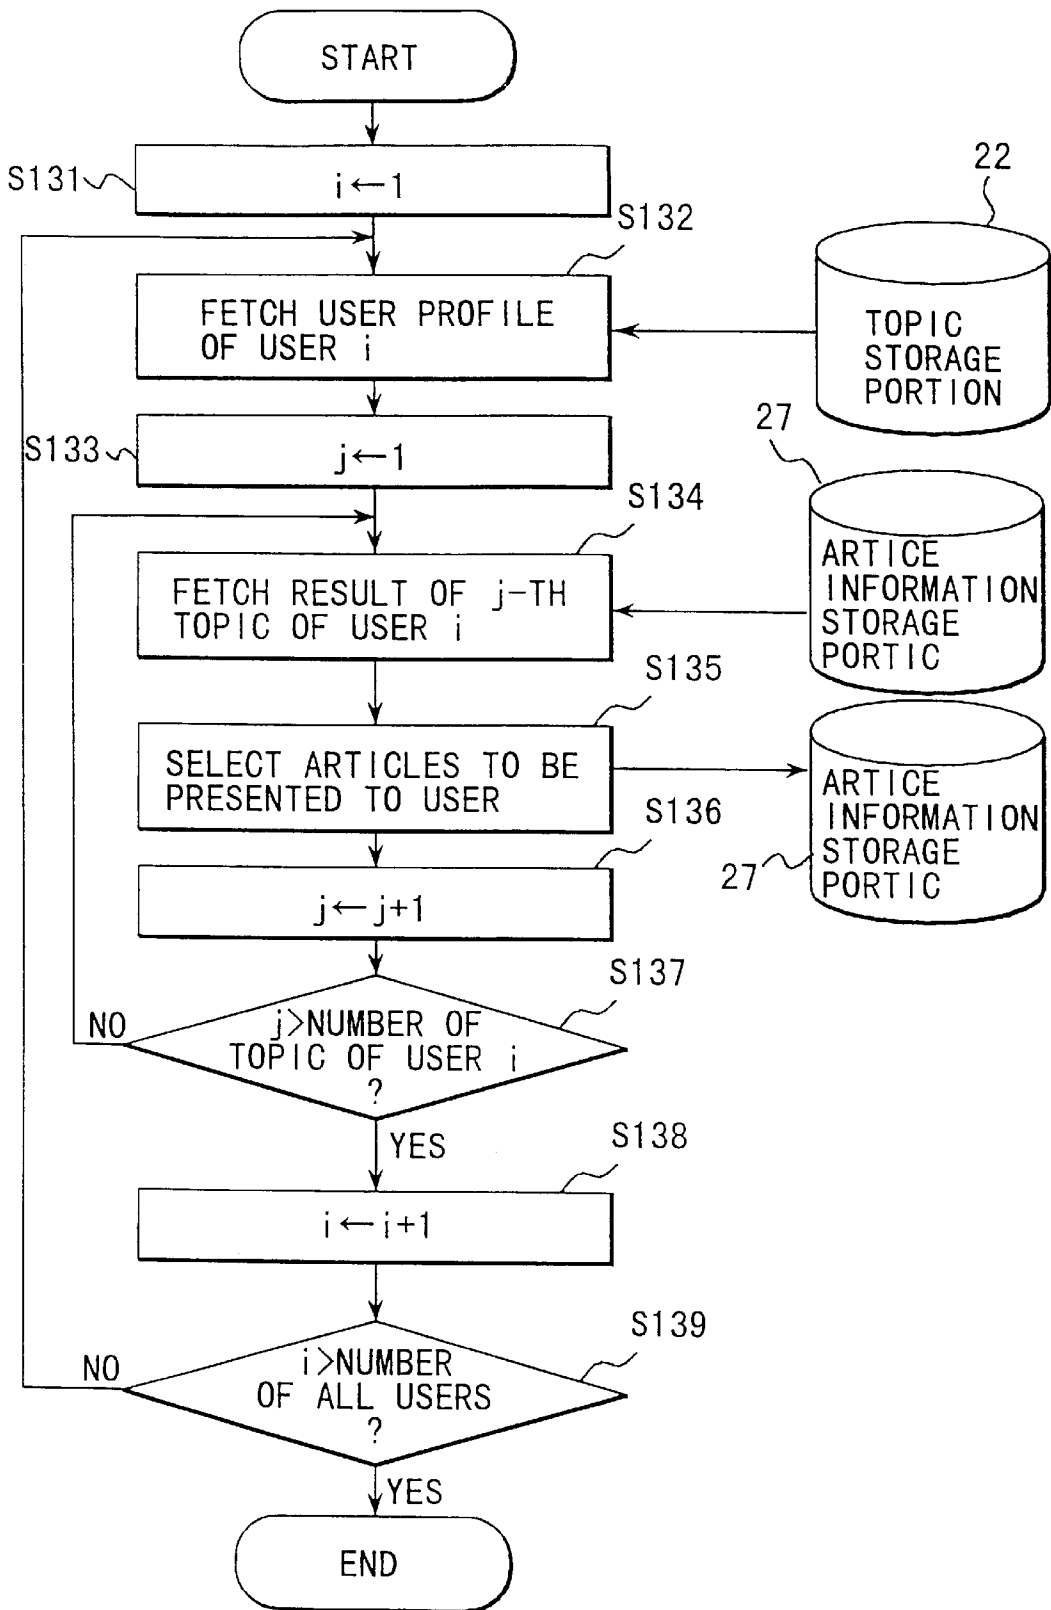 START
S131
i←1
22
S132
FETCH USER PROFILE
OF USER i
TOPIC
STORAGE
PORTION
S133
j←1
27
S134
FETCH RESULT OF j-TH
TOPIC OF USER i
ARTICE
INFORMATION
STORAGE
PORTIC
S135
SELECT ARTICLES TO BE
PRESENTED TO USER
ARTICE
INFORMATION
STORAGE
PORTIC
27
S136
j←j+1
S137
j>NUMBER OF
TOPIC OF USER i
?
NO
YES
S138
i←i+1
S139
i>NUMBER
OF ALL USERS
?
NO
YES
END